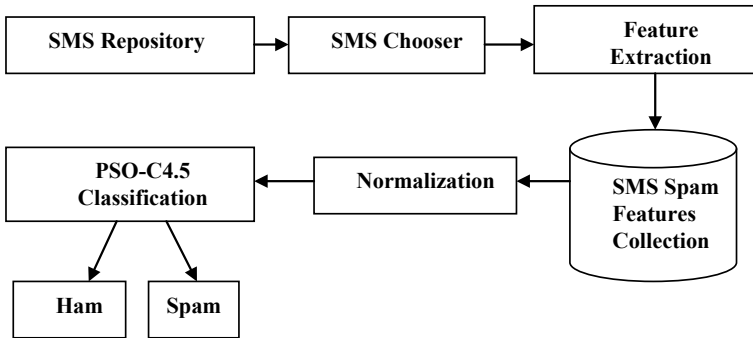 SMS Repository
SMS Chooser
Feature
Extraction
SMS Spam
Features
Collection
Normalization
PSO-C4.5
Classification
Ham
Spam